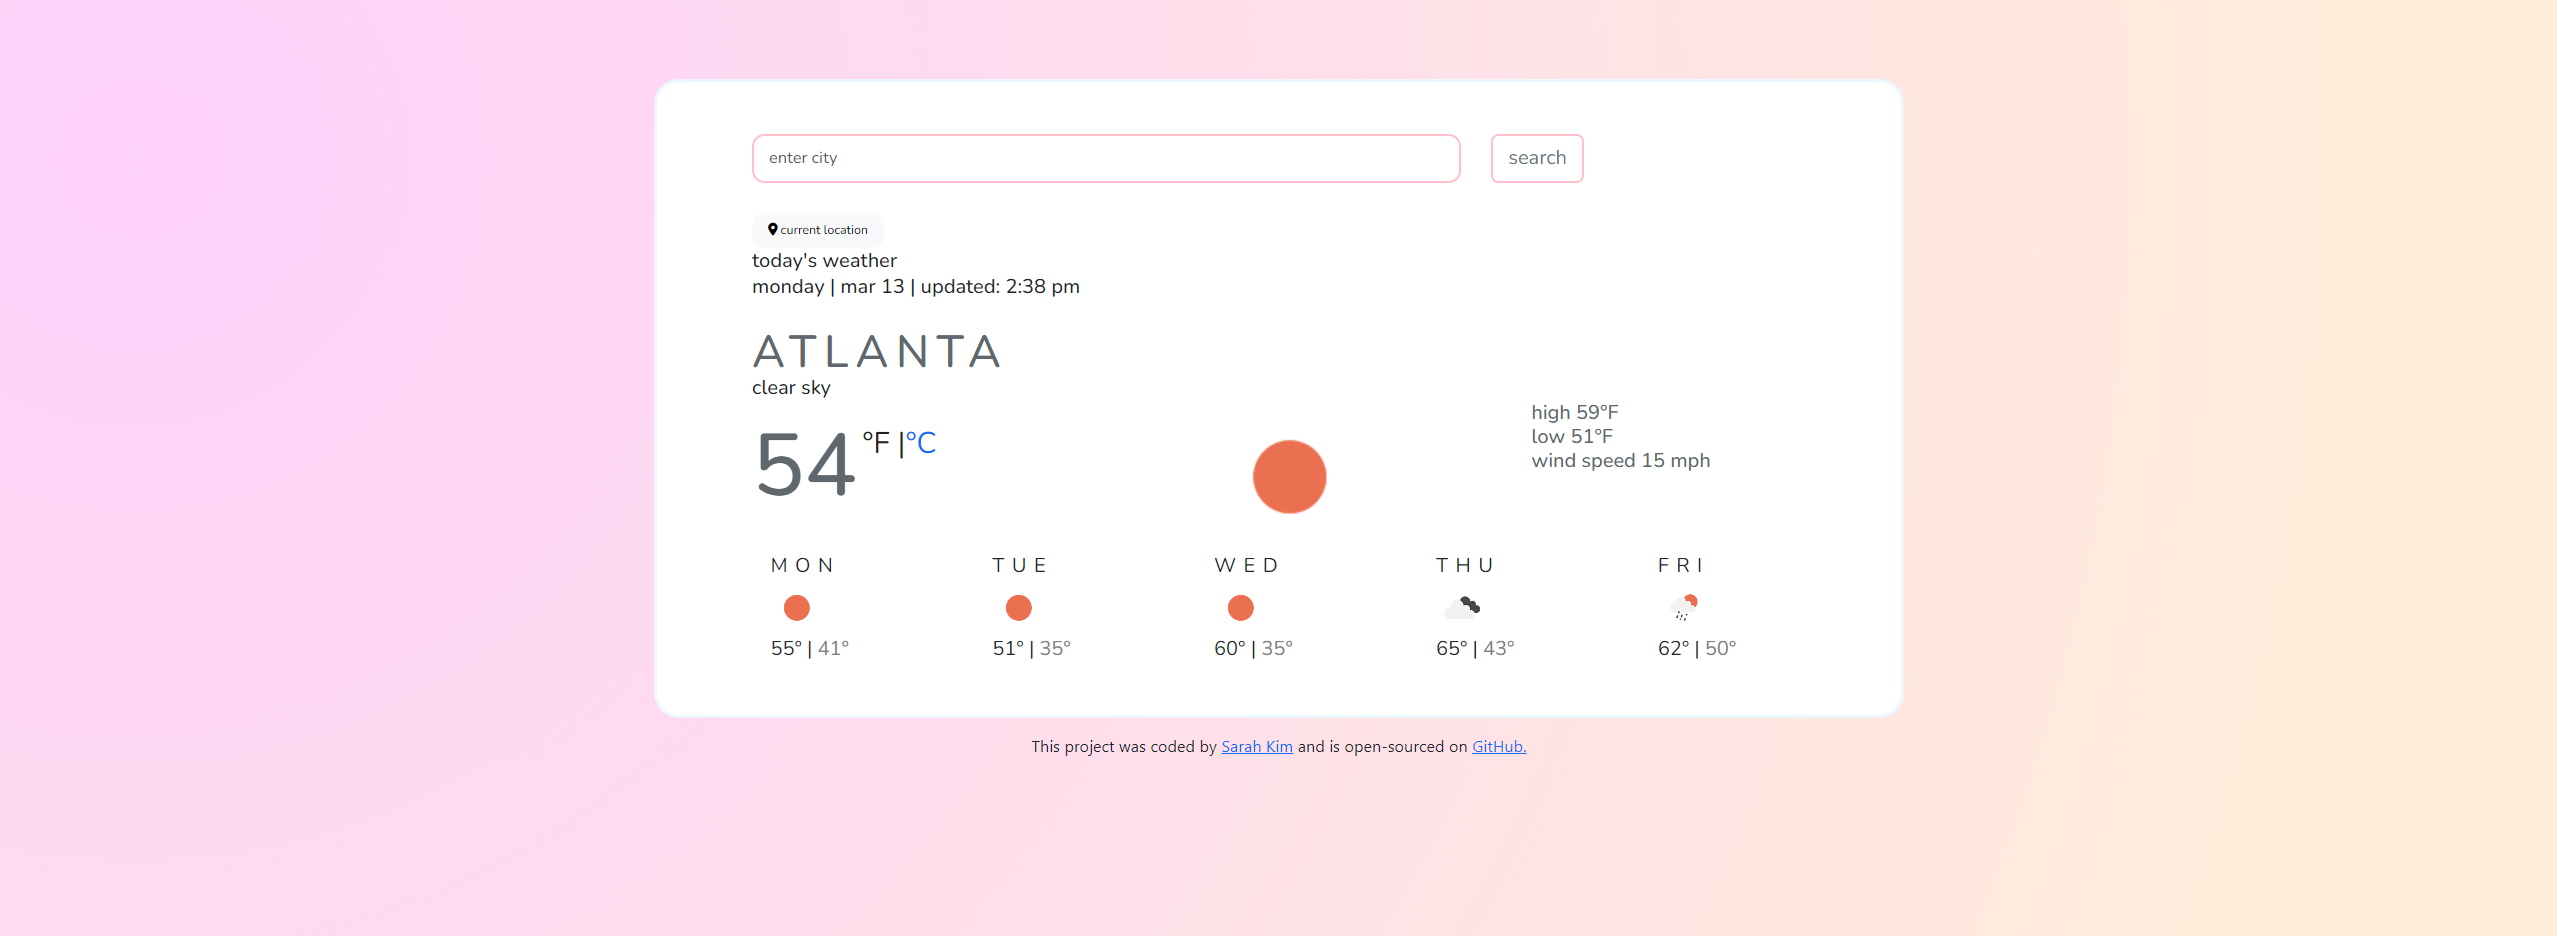 enter city
search
current location
today's weather
monday | mar 13 | updated: 2:38 pm
ATLANTA
clear sky
54 °F |°C
high 59°F
low 51°F
wind speed 15 mph
MON TUE WED THU FRI
55° | 41° 51° | 35° 60° | 35° 65° | 43° 62° | 50°
This project was coded by Sarah Kim and is open-sourced on GitHub.